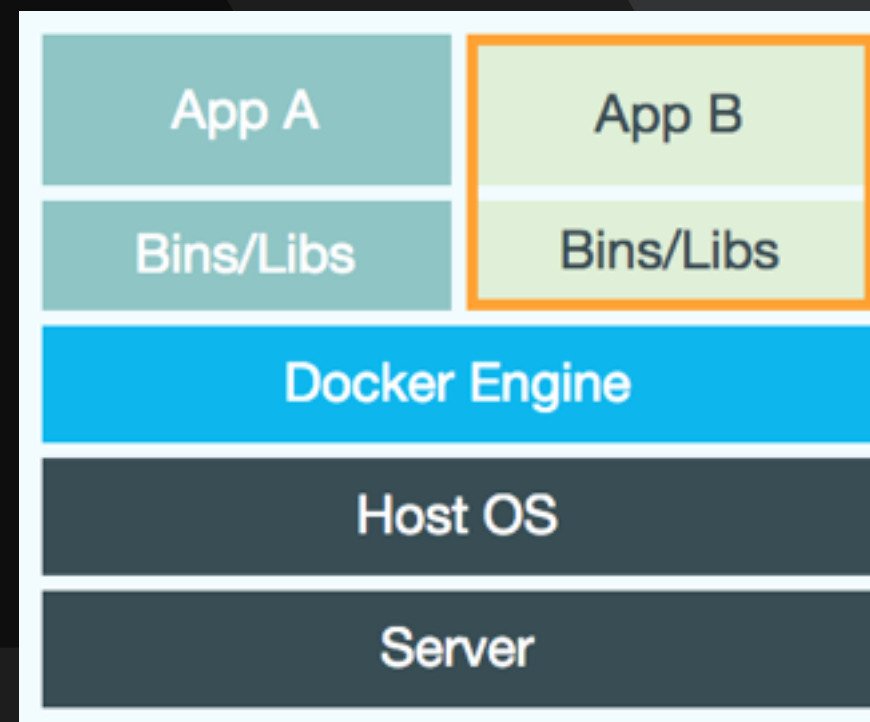 App A
App B
Bins/Libs
Bins/Libs
Docker Engine
Host OS
Server